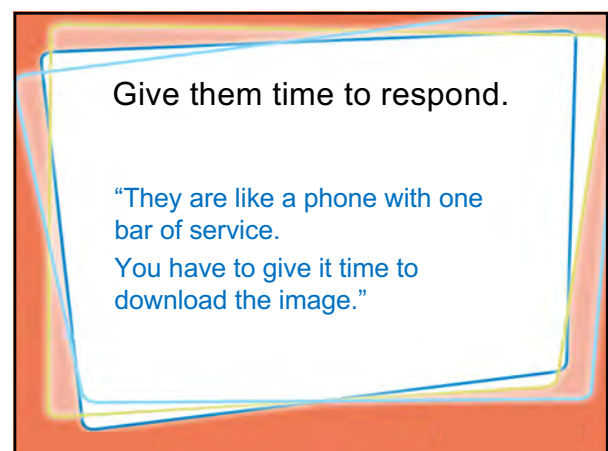 Give them time to respond.
“They are like a phone with one
bar of service.
You have to give it time to
download the image.”